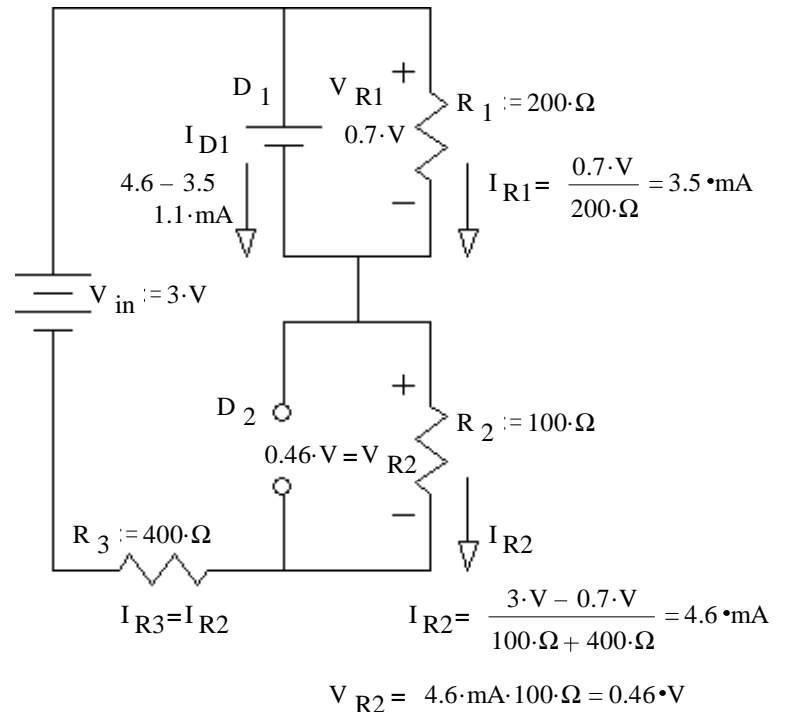 D 1
V R1
+
R 1 := 200·Ω
I D1
0.7·V
4.6 – 3.5
1.1·mA
–
I R1 = 0.7·V / 200·Ω = 3.5 •mA
V in := 3·V
+
D 2
R 2 := 100·Ω
0.46·V = V R2
–
R 3 := 400·Ω
I R2
I R3 = I R2
I R2 = 3·V – 0.7·V / 100·Ω + 400·Ω = 4.6 •mA
V R2 = 4.6·mA·100·Ω = 0.46 •V